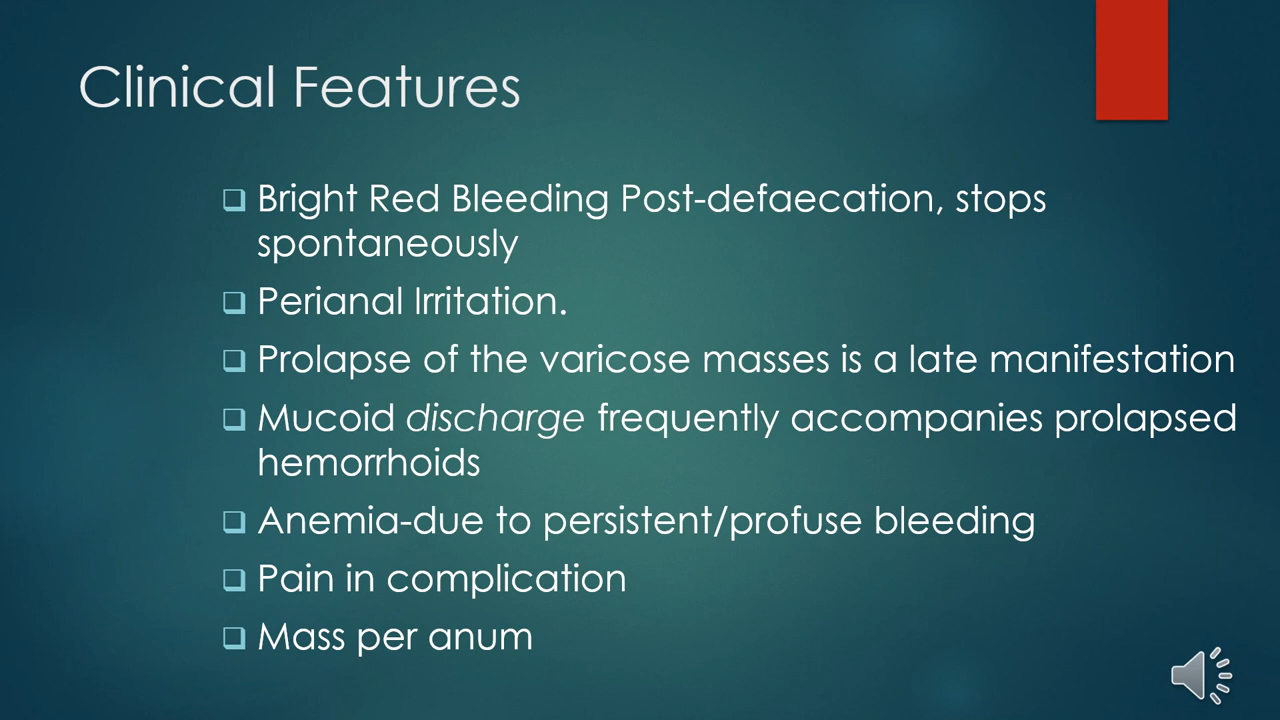 Clinical Features
Bright Red Bleeding Post-defaecation, stops
spontaneously
Perianal Irritation.
Prolapse of the varicose masses is a late manifestation
Mucoid discharge frequently accompanies prolapsed
hemorrhoids
Anemia-due to persistent/profuse bleeding
Pain in complication
Mass per anum